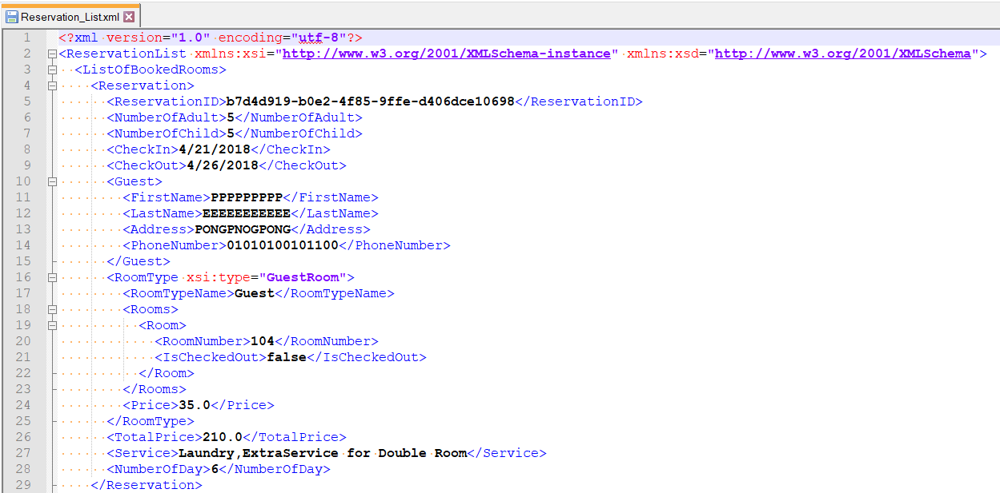 Reservation_List.xml
1 <?xml version="1.0" encoding="utf-8"?>
2 <ReservationList xmlns:xsi="http://www.w3.org/2001/XMLSchema-instance" xmlns:xsd="http://www.w3.org/2001/XMLSchema">
3 <ListOfBookedRooms>
4 <Reservation>
5 <ReservationID>b7d4d919-b0e2-4f85-9ffe-d406dce10698</ReservationID>
6 <NumberOfAdult>5</NumberOfAdult>
7 <NumberOfChild>5</NumberOfChild>
8 <CheckIn>4/21/2018</CheckIn>
9 <CheckOut>4/26/2018</CheckOut>
10 <Guest>
11 <FirstName>PPPPPPPPP</FirstName>
12 <LastName>EEEEEEEEEEE</LastName>
13 <Address>PONGPNOGPONG</Address>
14 <PhoneNumber>01010100101100</PhoneNumber>
15 </Guest>
16 <RoomType xsi:type="GuestRoom">
17 <RoomTypeName>Guest</RoomTypeName>
18 <Rooms>
19 <Room>
20 <RoomNumber>104</RoomNumber>
21 <IsCheckedOut>false</IsCheckedOut>
22 </Room>
23 </Rooms>
24 <Price>35.0</Price>
25 </RoomType>
26 <TotalPrice>210.0</TotalPrice>
27 <Service>Laundry,ExtraService for Double Room</Service>
28 <NumberOfDay>6</NumberOfDay>
29 </Reservation>